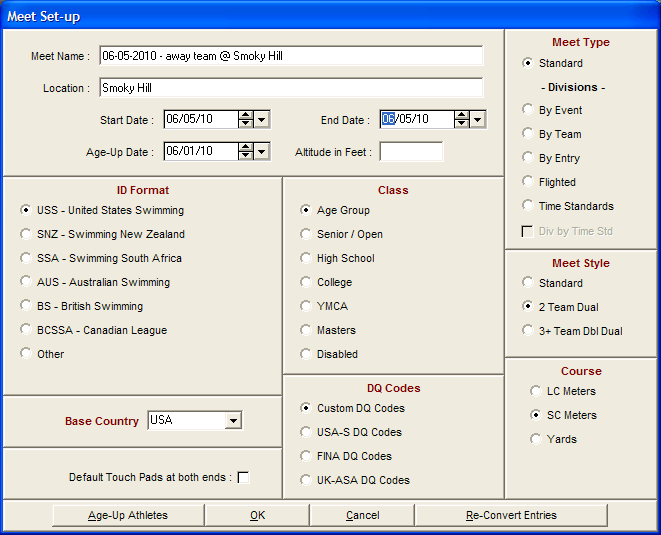 Meet Set-up
Meet Name : 06-05-2010 - away team @ Smoky Hill
Location : Smoky Hill
Start Date : 06/05/10 End Date : 06/05/10
Age-Up Date : 06/01/10 Altitude in Feet :
Meet Type
Standard
- Divisions -
By Event
By Team
By Entry
Flighted
Time Standards
Div by Time Std
ID Format
USS - United States Swimming
SNZ - Swimming New Zealand
SSA - Swimming South Africa
AUS - Australian Swimming
BS - British Swimming
BCSSA - Canadian League
Other
Class
Age Group
Senior / Open
High School
College
YMCA
Masters
Disabled
Meet Style
Standard
2 Team Dual
3+ Team Dbl Dual
Base Country USA
Default Touch Pads at both ends :
DQ Codes
Custom DQ Codes
USA-S DQ Codes
FINA DQ Codes
UK-ASA DQ Codes
Course
LC Meters
SC Meters
Yards
Age-Up Athletes OK Cancel Re-Convert Entries